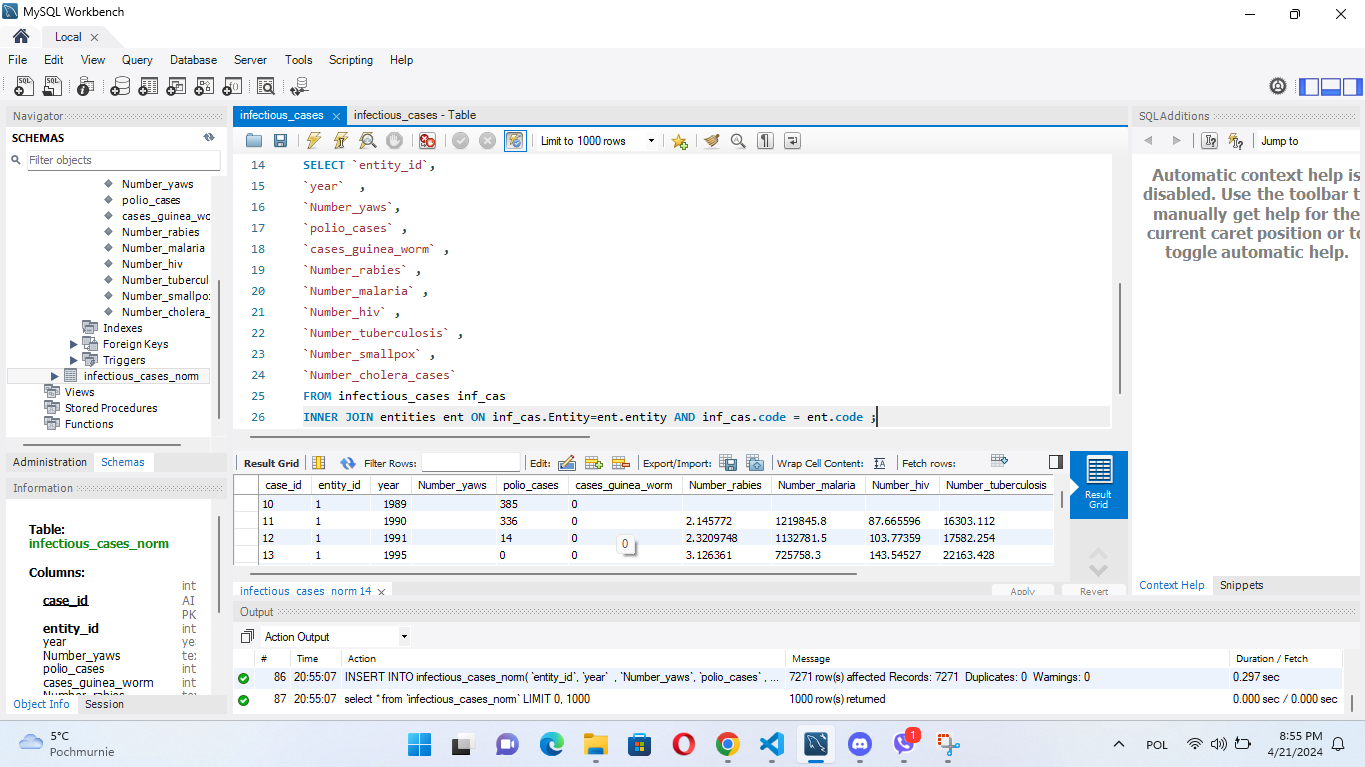 MySQL Workbench
Local
File Edit View Query Database Server Tools Scripting Help
Navigator
SCHEMAS
Filter objects
Number_yaws
polio_cases
cases_guinea_wo
Number_rabies
Number_malaria
Number_hiv
Number_tubercul
Number_smallpo
Number_cholera_
Indexes
Foreign Keys
Triggers
infectious_cases_norm
Views
Stored Procedures
Functions
Administration Schemas
Information
Table:
infectious_cases_norm
Columns:
case_id int AI PK
entity_id int
year
Number_yaws
polio_cases int
cases_guinea_worm int
Object Info Session
infectious_cases infectious_cases - Table
Limit to 1000 rows
14 SELECT `entity_id`,
15 `year` ,
16 `Number_yaws`,
17 `polio_cases` ,
18 `cases_guinea_worm` ,
19 `Number_rabies` ,
20 `Number_malaria` ,
21 `Number_hiv` ,
22 `Number_tuberculosis` ,
23 `Number_smallpox` ,
24 `Number_cholera_cases`
25 FROM infectious_cases inf_cas
26 INNER JOIN entities ent ON inf_cas.Entity=ent.entity AND inf_cas.code = ent.code ;
Result Grid Filter Rows: Edit: Export/Import: Wrap Cell Content: Fetch rows:
case_id entity_id year Number_yaws polio_cases cases_guinea_worm Number_rabies Number_malaria Number_hiv Number_tuberculosis
10 1 1989 385 0
11 1 1990 336 0 2.145772 1219845.8 87.665596 16303.112
12 1 1991 14 0 2.3209748 1132781.5 103.77359 17582.254
13 1 1995 0 0 3.126361 725758.3 143.54527 22163.428
0
Result Grid
infectious_cases_norm 14 Apply Revert
Output
Action Output
# Time Action Message Duration / Fetch
86 20:55:07 INSERT INTO infectious_cases_norm( `entity_id`, `year` , `Number_yaws`, `polio_cases` , ... 7271 row(s) affected Records: 7271 Duplicates: 0 Warnings: 0 0.297 sec
87 20:55:07 select * from `infectious_cases_norm` LIMIT 0, 1000 1000 row(s) returned 0.000 sec / 0.000 sec
SQLAdditions
Jump to
Automatic context help is
disabled. Use the toolbar t
manually get help for the
current caret position or to
toggle automatic help.
Context Help Snippets
5°C
Pochmurnie
1
POL
8:55 PM
4/21/2024